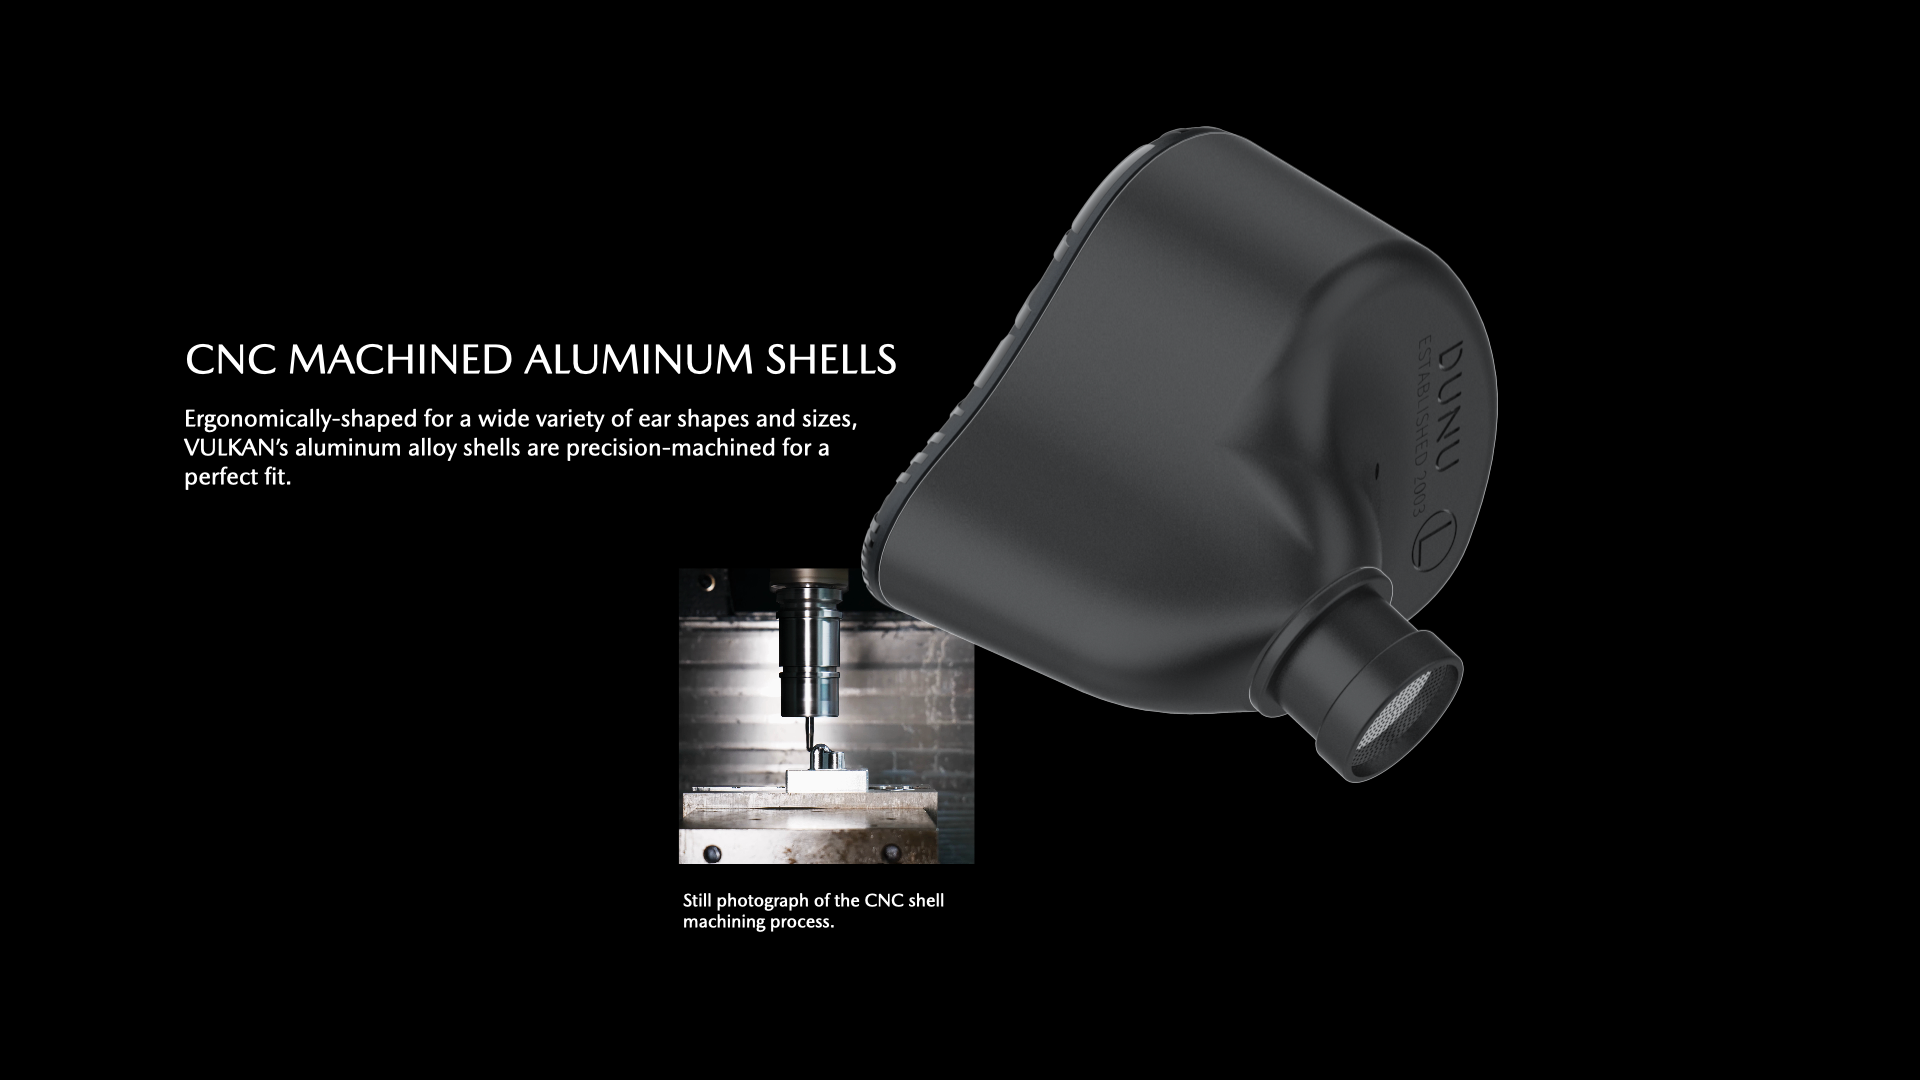 CNC MACHINED ALUMINUM SHELLS
Ergonomically-shaped for a wide variety of ear shapes and sizes,
VULKAN’s aluminum alloy shells are precision-machined for a
perfect fit.
DUNU
ESTABLISHED 2003
L
Still photograph of the CNC shell
machining process.